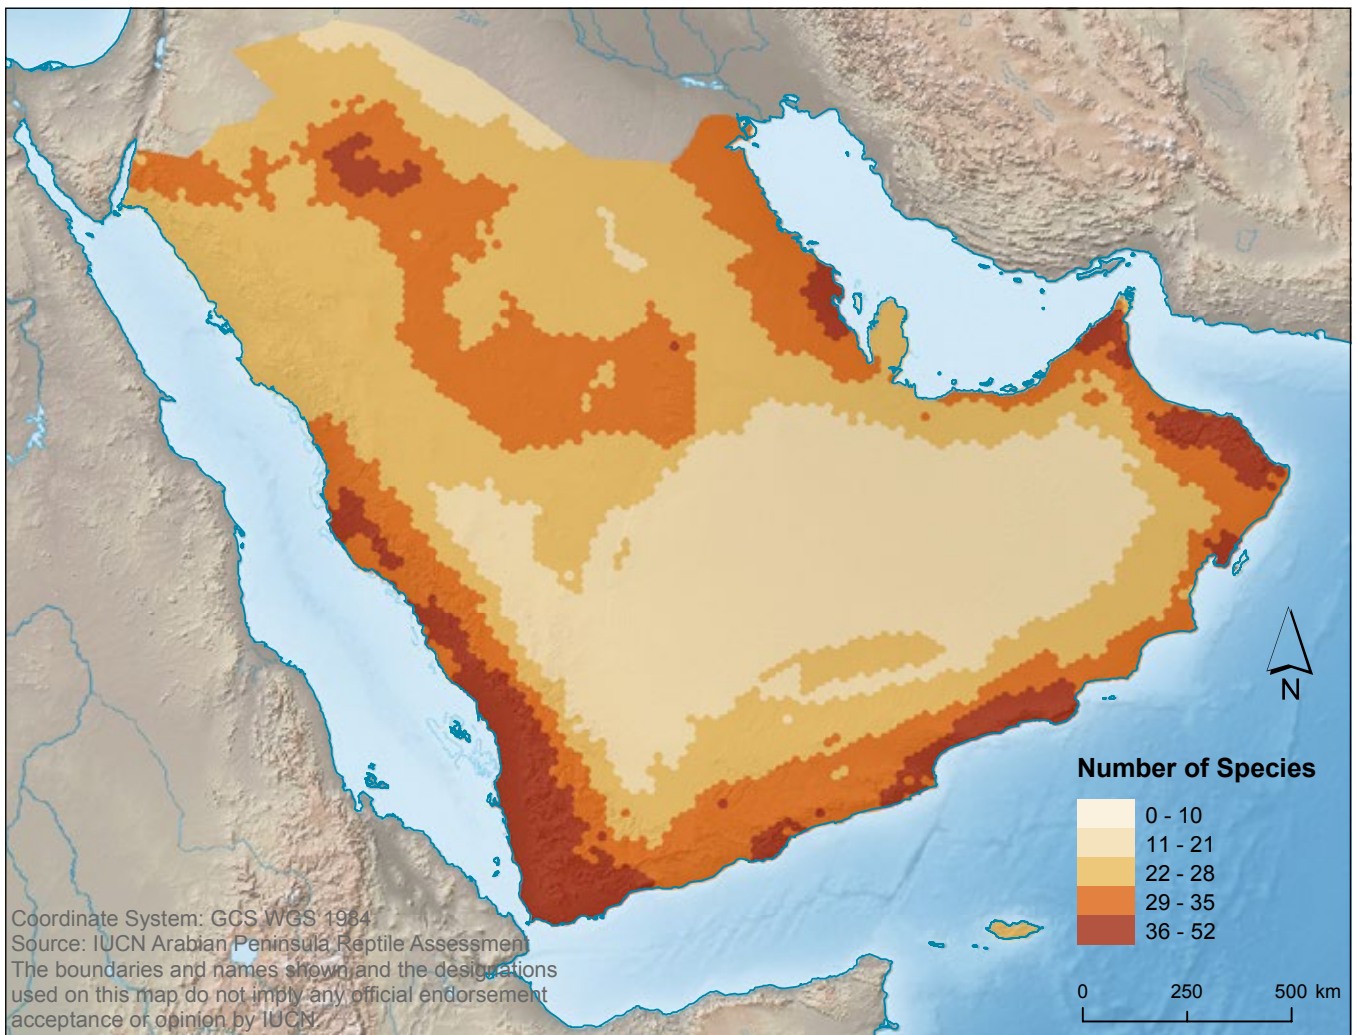 N
Number of Species
0 - 10
11 - 21
22 - 28
29 - 35
36 - 52
Coordinate System: GCS WGS 1984
Source: IUCN Arabian Peninsula Reptile Assessment
The boundaries and names shown and the designations
used on this map do not imply any official endorsement
acceptance or opinion by IUCN.
0 250 500 km